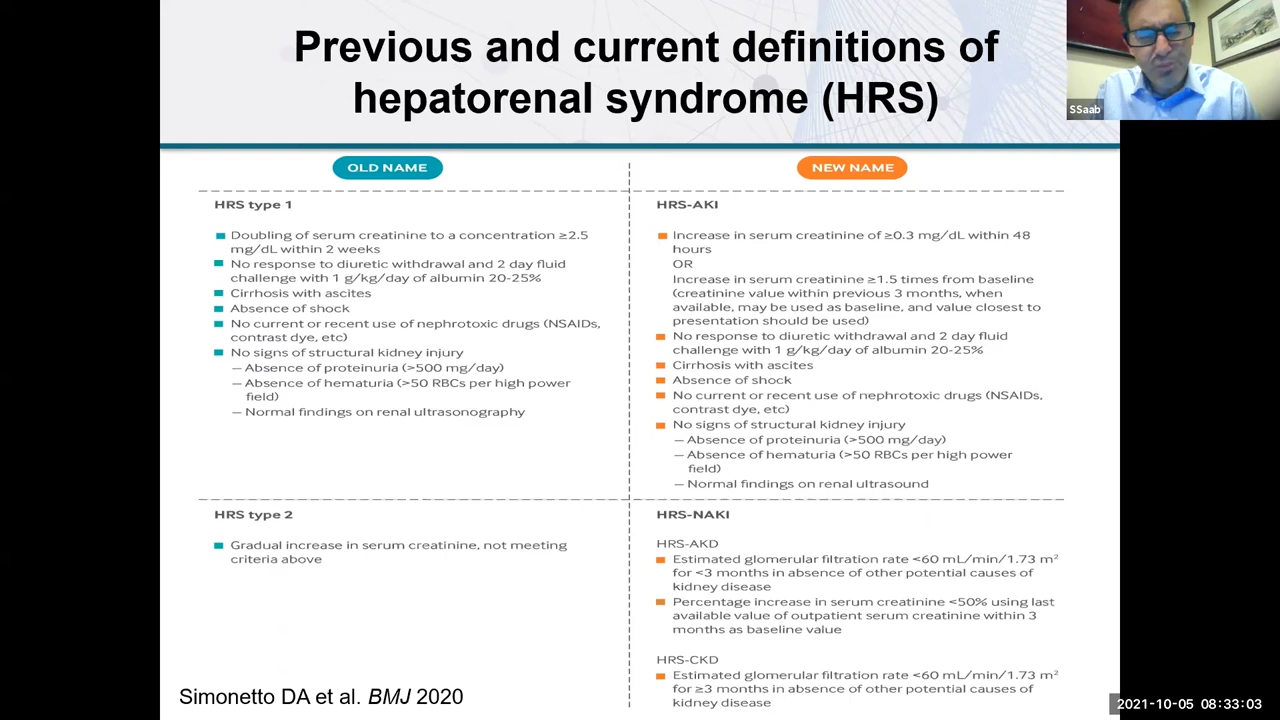 Previous and current definitions of
hepatorenal syndrome (HRS)
SSaab
OLD NAME
HRS type 1
Doubling of serum creatinine to a concentration ≥2.5
mg/dL within 2 weeks
No response to diuretic withdrawal and 2 day fluid
challenge with 1 g/kg/day of albumin 20-25%
Cirrhosis with ascites
Absence of shock
No current or recent use of nephrotoxic drugs (NSAIDs,
contrast dye, etc)
No signs of structural kidney injury
— Absence of proteinuria (>500 mg/day)
— Absence of hematuria (>50 RBCs per high power
field)
— Normal findings on renal ultrasonography
NEW NAME
HRS-AKI
Increase in serum creatinine of ≥0.3 mg/dL within 48
hours
OR
Increase in serum creatinine ≥1.5 times from baseline
(creatinine value within previous 3 months, when
available, may be used as baseline, and value closest to
presentation should be used)
No response to diuretic withdrawal and 2 day fluid
challenge with 1 g/kg/day of albumin 20-25%
Cirrhosis with ascites
Absence of shock
No current or recent use of nephrotoxic drugs (NSAIDs,
contrast dye, etc)
No signs of structural kidney injury
— Absence of proteinuria (>500 mg/day)
— Absence of hematuria (>50 RBCs per high power
field)
— Normal findings on renal ultrasound
HRS type 2
Gradual increase in serum creatinine, not meeting
criteria above
HRS-NAKI
HRS-AKD
Estimated glomerular filtration rate <60 mL/min/1.73 m²
for <3 months in absence of other potential causes of
kidney disease
Percentage increase in serum creatinine <50% using last
available value of outpatient serum creatinine within 3
months as baseline value
HRS-CKD
Estimated glomerular filtration rate <60 mL/min/1.73 m²
for ≥3 months in absence of other potential causes of
kidney disease
Simonetto DA et al. BMJ 2020
2021-10-05 08:33:03